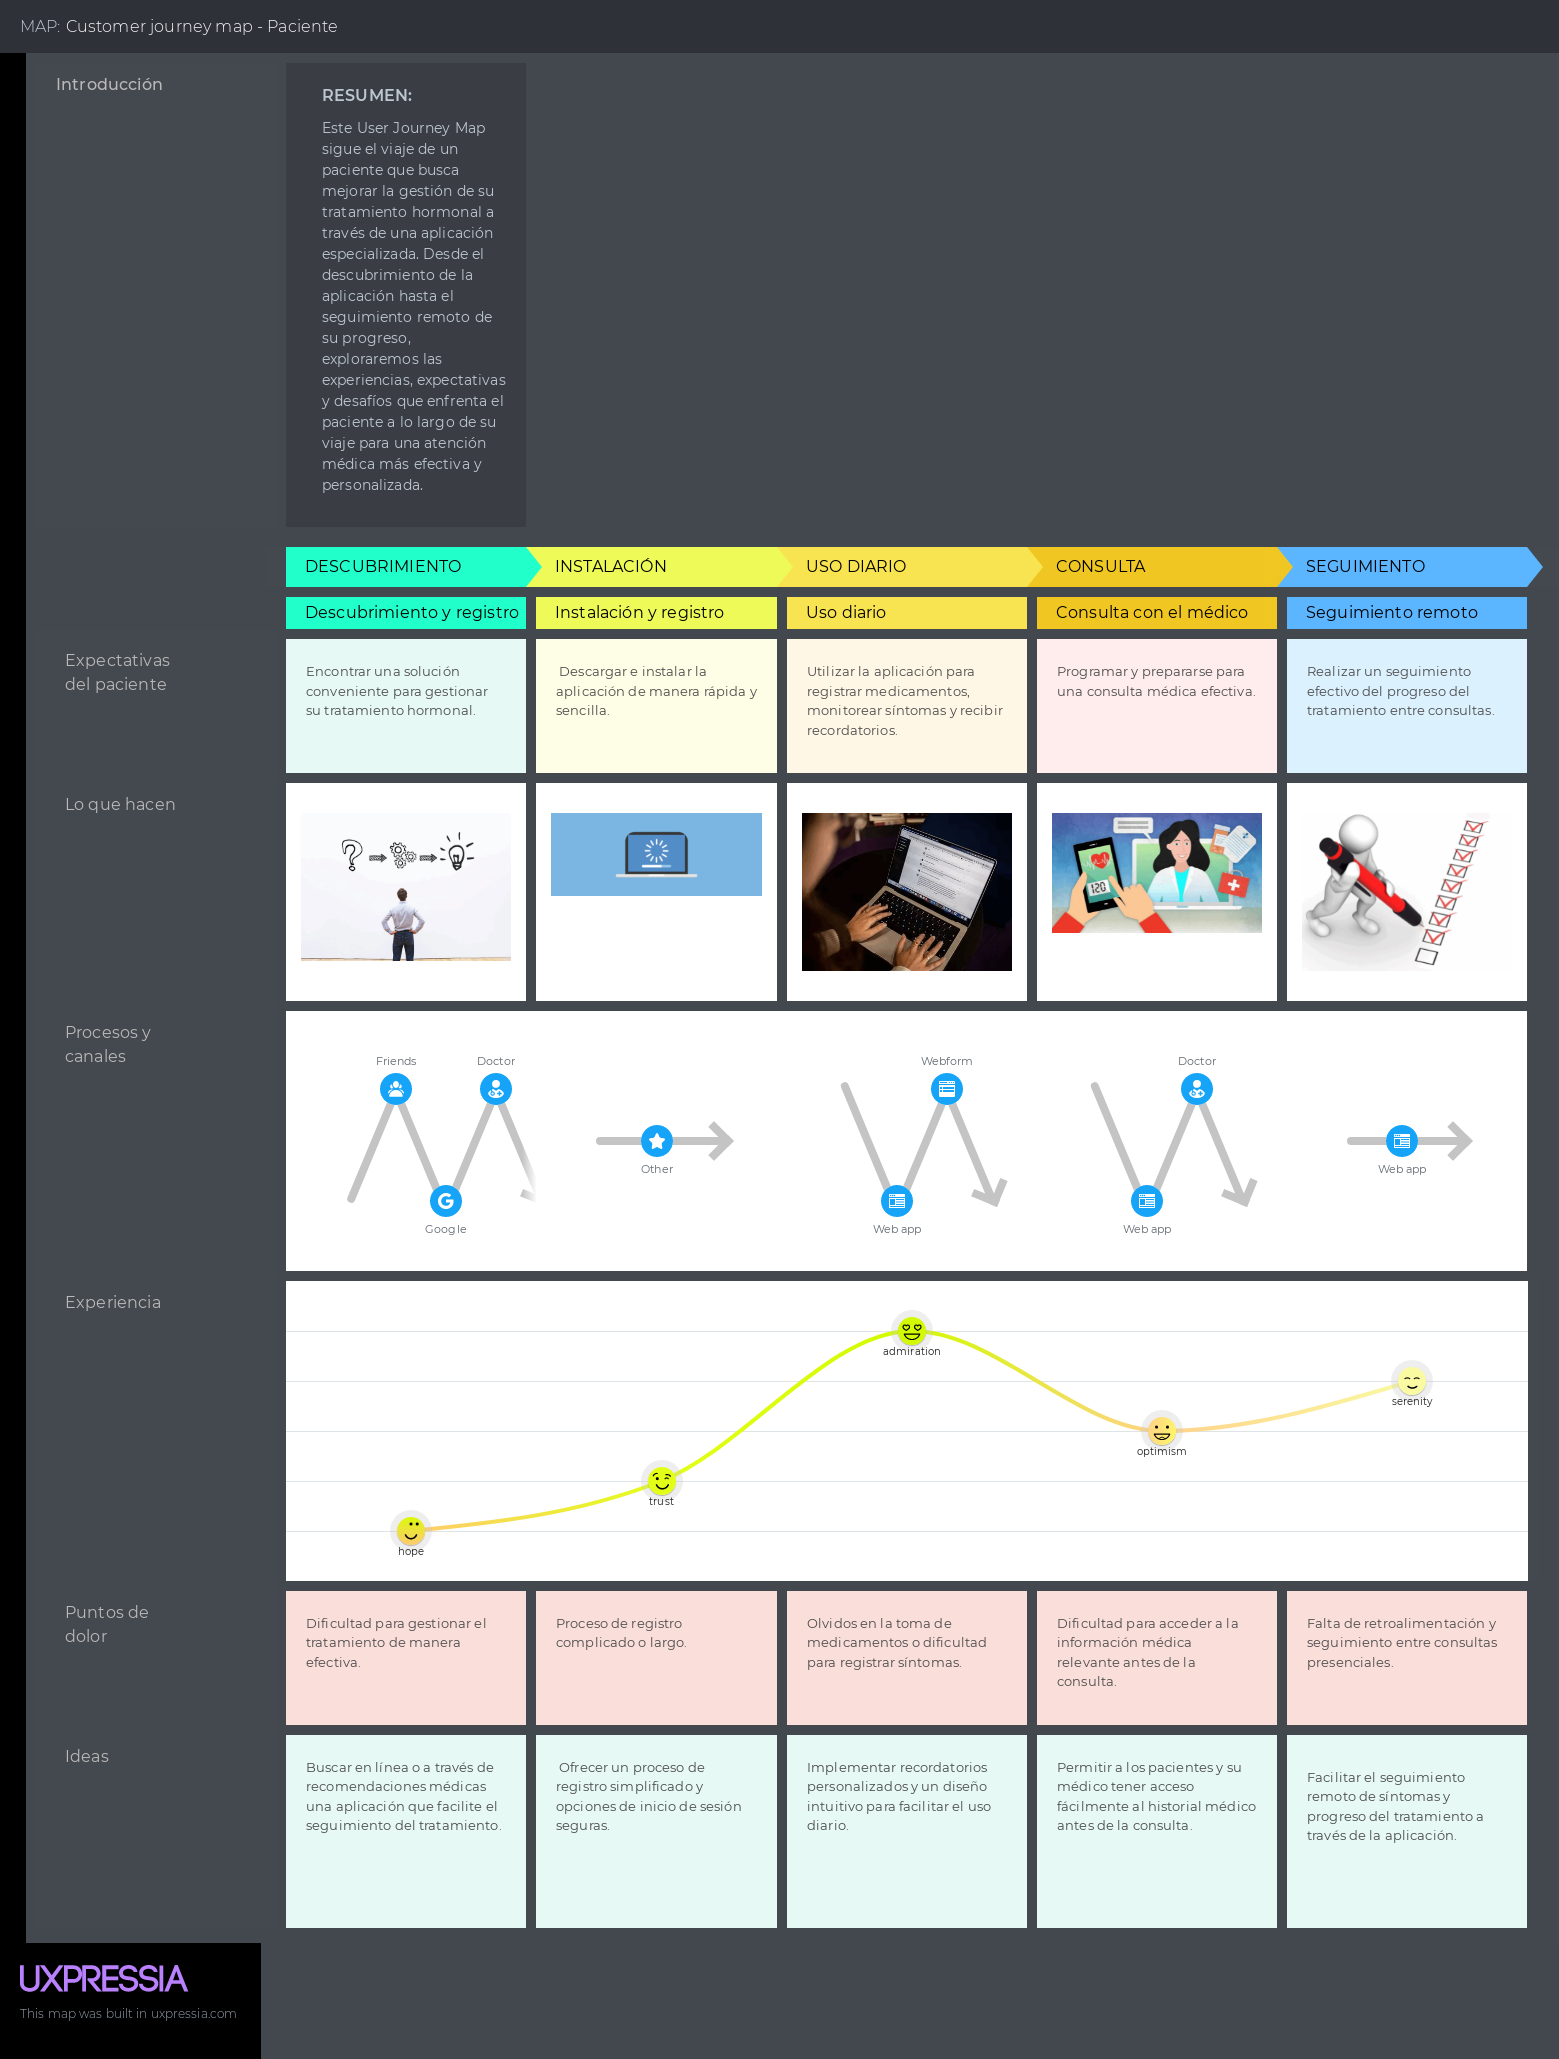 MAP: Customer journey map - Paciente
Introducción
RESUMEN:
Este User Journey Map
sigue el viaje de un
paciente que busca
mejorar la gestión de su
tratamiento hormonal a
través de una aplicación
especializada. Desde el
descubrimiento de la
aplicación hasta el
seguimiento remoto de
su progreso,
exploraremos las
experiencias, expectativas
y desafíos que enfrenta el
paciente a lo largo de su
viaje para una atención
médica más efectiva y
personalizada.
DESCUBRIMIENTO
INSTALACIÓN
USO DIARIO
CONSULTA
SEGUIMIENTO
Descubrimiento y registro
Instalación y registro
Uso diario
Consulta con el médico
Seguimiento remoto
Expectativas
del paciente
Encontrar una solución
conveniente para gestionar
su tratamiento hormonal.
Descargar e instalar la
aplicación de manera rápida y
sencilla.
Utilizar la aplicación para
registrar medicamentos,
monitorear síntomas y recibir
recordatorios.
Programar y prepararse para
una consulta médica efectiva.
Realizar un seguimiento
efectivo del progreso del
tratamiento entre consultas.
Lo que hacen
120
Procesos y
canales
Friends
Doctor
Google
Other
Webform
Web app
Doctor
Web app
Web app
Experiencia
admiration
serenity
optimism
trust
hope
Puntos de
dolor
Dificultad para gestionar el
tratamiento de manera
efectiva.
Proceso de registro
complicado o largo.
Olvidos en la toma de
medicamentos o dificultad
para registrar síntomas.
Dificultad para acceder a la
información médica
relevante antes de la
consulta.
Falta de retroalimentación y
seguimiento entre consultas
presenciales.
Ideas
Buscar en línea o a través de
recomendaciones médicas
una aplicación que facilite el
seguimiento del tratamiento.
Ofrecer un proceso de
registro simplificado y
opciones de inicio de sesión
seguras.
Implementar recordatorios
personalizados y un diseño
intuitivo para facilitar el uso
diario.
Permitir a los pacientes y su
médico tener acceso
fácilmente al historial médico
antes de la consulta.
Facilitar el seguimiento
remoto de síntomas y
progreso del tratamiento a
través de la aplicación.
UXPRESSIA
This map was built in uxpressia.com